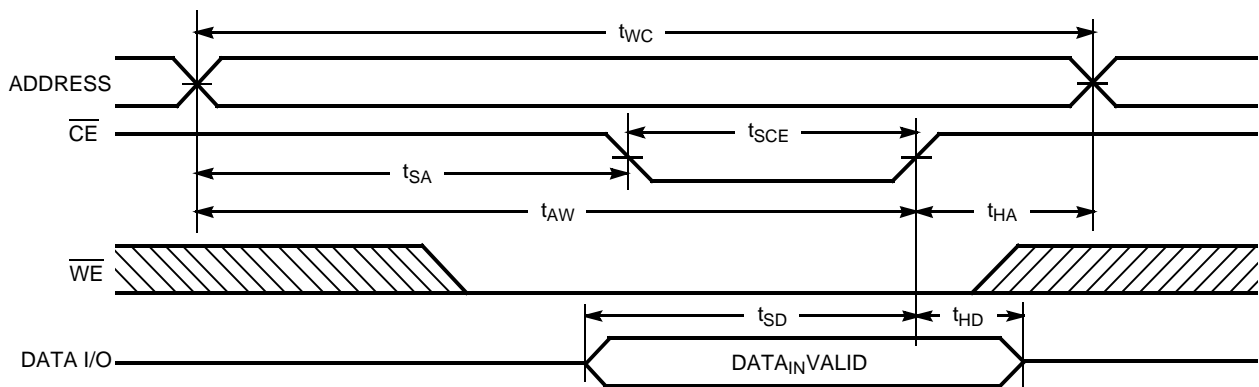 tWC
ADDRESS
CE
tSCE
tSA
tAW
tHA
WE
tSD
tHD
DATA I/O
DATAINVALID